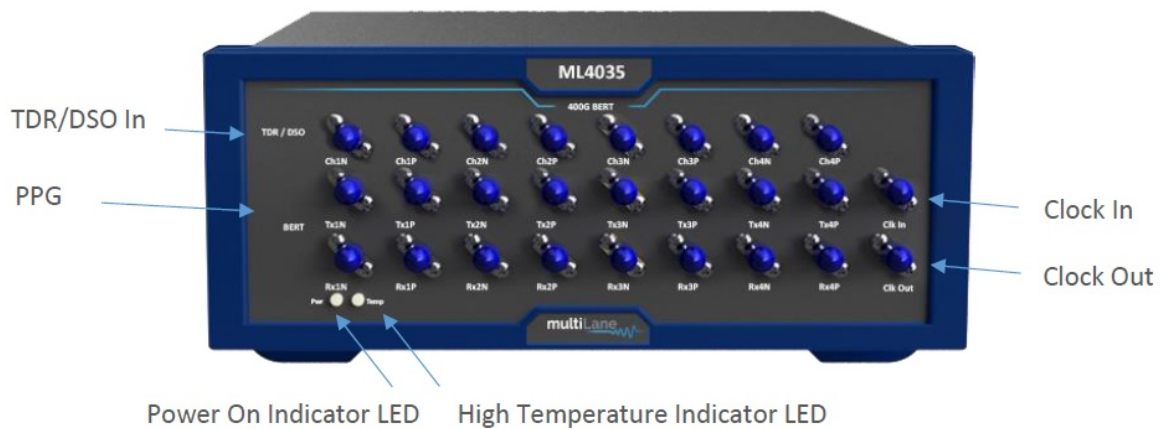 ML4035
400G BERT
TDR/DSO In
TDR / DSO
Ch1N Ch1P Ch2N Ch2P Ch3N Ch3P Ch4N Ch4P
PPG
BERT
Tx1N Tx1P Tx2N Tx2P Tx3N Tx3P Tx4N Tx4P Clk In
Clock In
Rx1N Rx1P Rx2N Rx2P Rx3N Rx3P Rx4N Rx4P Clk Out
Clock Out
Pwr Temp
multiLane
Power On Indicator LED High Temperature Indicator LED